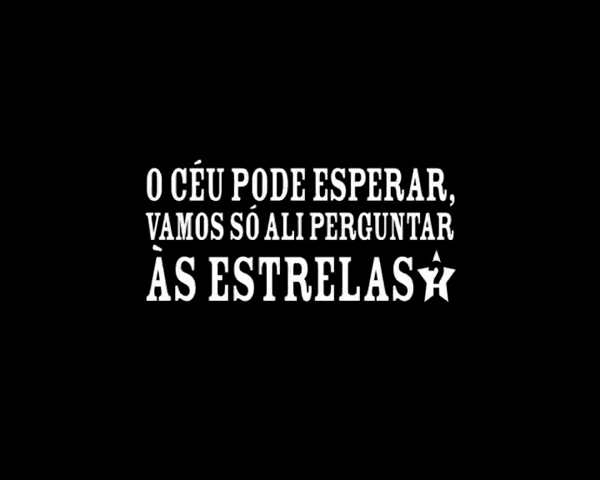 O CÉU PODE ESPERAR,
VAMOS SÓ ALI PERGUNTAR
ÀS ESTRELAS